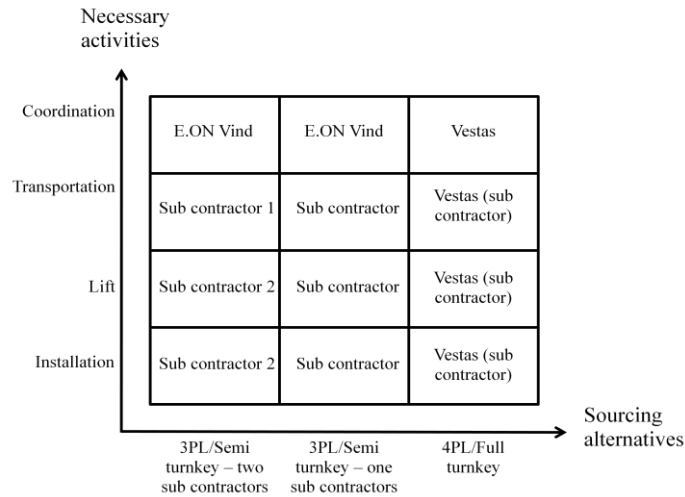 Necessary
activities
Coordination
E.ON Vind
E.ON Vind
Vestas
Transportation
Sub contractor 1
Sub contractor
Vestas (sub
contractor)
Lift
Sub contractor 2
Sub contractor
Vestas (sub
contractor)
Installation
Sub contractor 2
Sub contractor
Vestas (sub
contractor)
Sourcing
alternatives
3PL/Semi
turnkey – two
sub contractors
3PL/Semi
turnkey – one
sub contractors
4PL/Full
turnkey